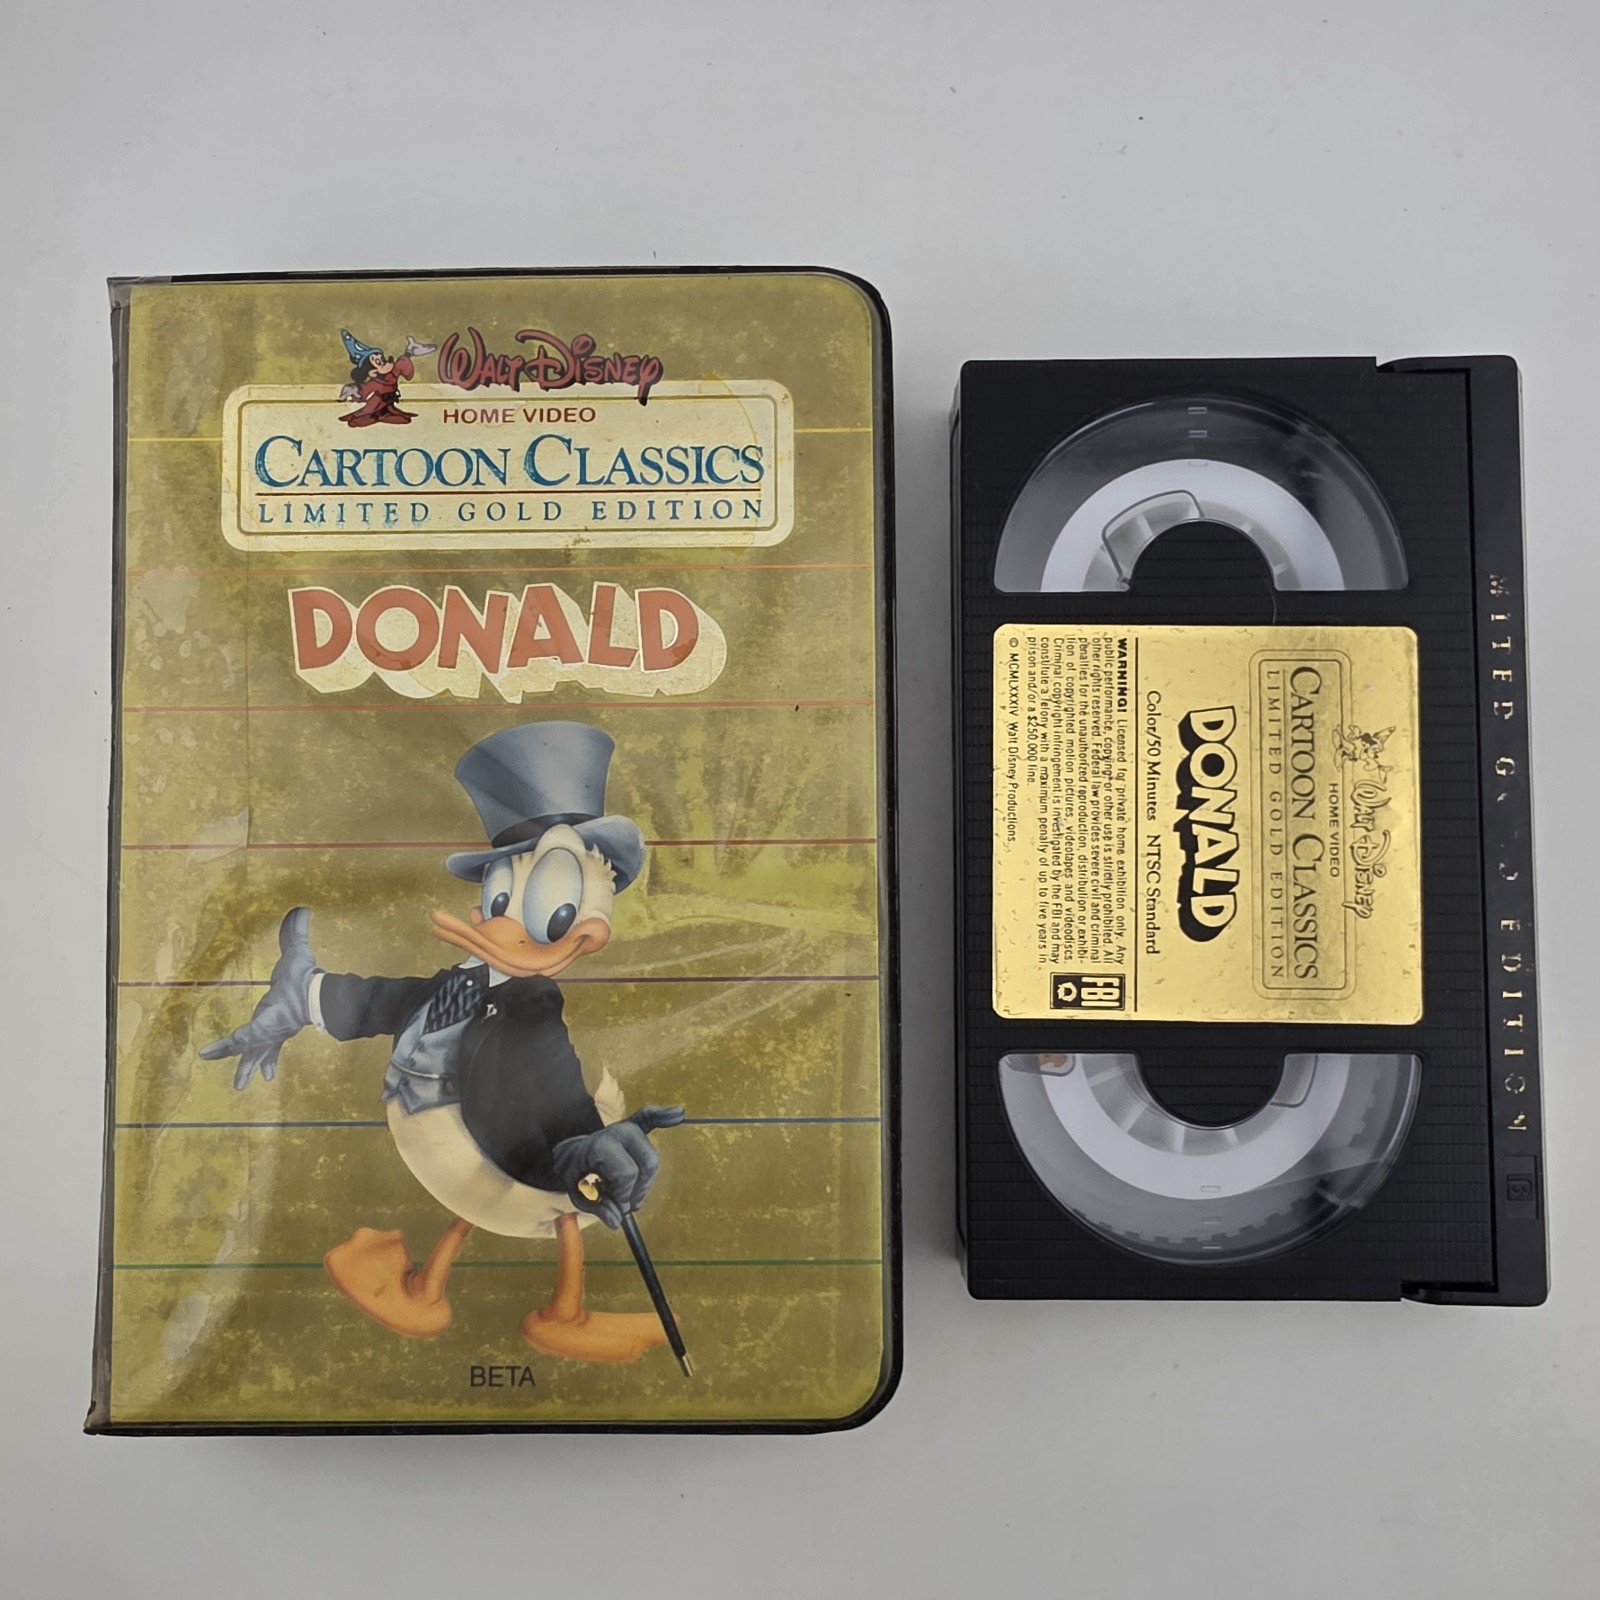 WALT DISNEY
HOME VIDEO
CARTOON CLASSICS
LIMITED GOLD EDITION
DONALD
BETA
WALT DISNEY
HOME VIDEO
CARTOON CLASSICS
LIMITED GOLD EDITION
DONALD
Color/50 Minutes NTSC Standard
WARNING! Licensed for private home exhibition only. Any
public performance, copying or other use is strictly prohibited. All
other rights reserved. Federal law provides severe civil and criminal
penalties for the unauthorized reproduction, distribution or exhibi-
tion of copyrighted motion pictures, videotapes and videodiscs.
Criminal copyright infringement is investigated by the FBI and may
constitute a felony with a maximum penalty of up to five years in
prison and/or a $250,000 fine.
© MCMLXXXIV Walt Disney Productions.
FBI
MITED G D EDITION
B